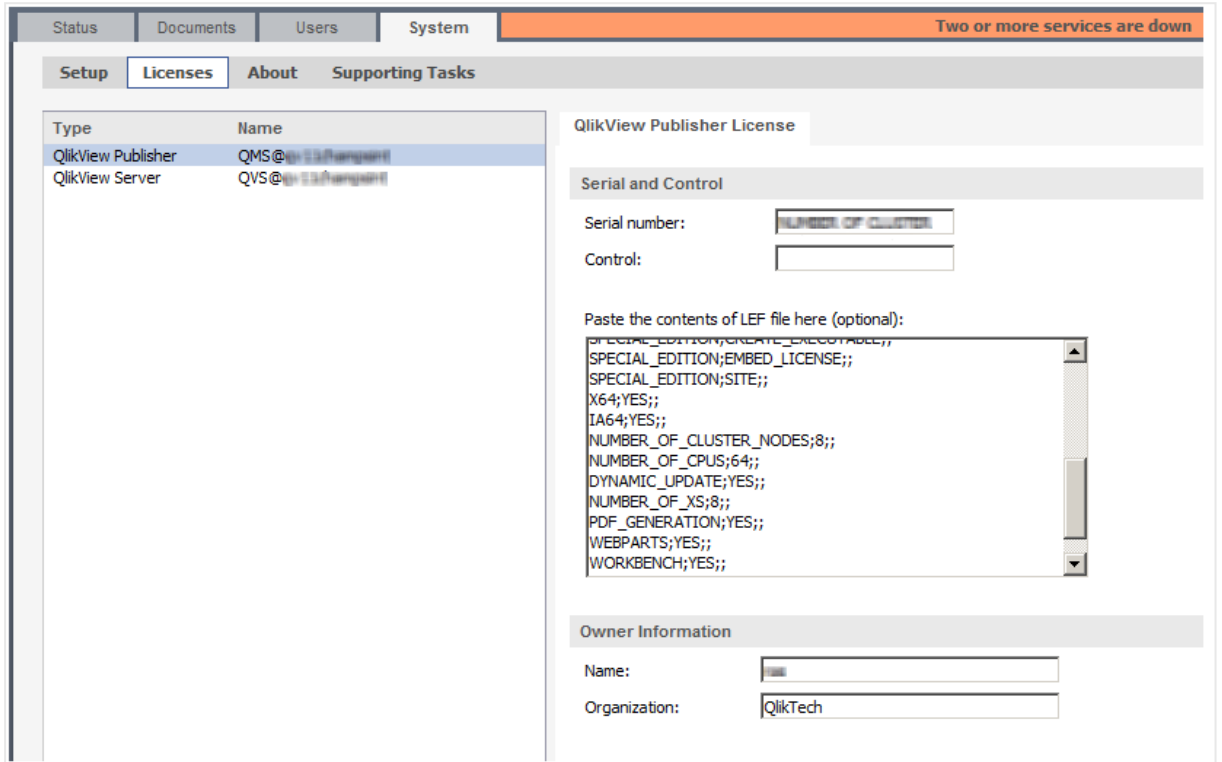 Status Documents Users System Two or more services are down
Setup Licenses About Supporting Tasks
Type Name
QlikView Publisher QMS@
QlikView Server QVS@
QlikView Publisher License
Serial and Control
Serial number:
Control:
Paste the contents of LEF file here (optional):
SPECIAL_EDITION;CREATE_EXECUTABLE;;
SPECIAL_EDITION;EMBED_LICENSE;;
SPECIAL_EDITION;SITE;;
X64;YES;;
IA64;YES;;
NUMBER_OF_CLUSTER_NODES;8;;
NUMBER_OF_CPUS;64;;
DYNAMIC_UPDATE;YES;;
NUMBER_OF_XS;8;;
PDF_GENERATION;YES;;
WEBPARTS;YES;;
WORKBENCH;YES;;
Owner Information
Name:
Organization: QlikTech